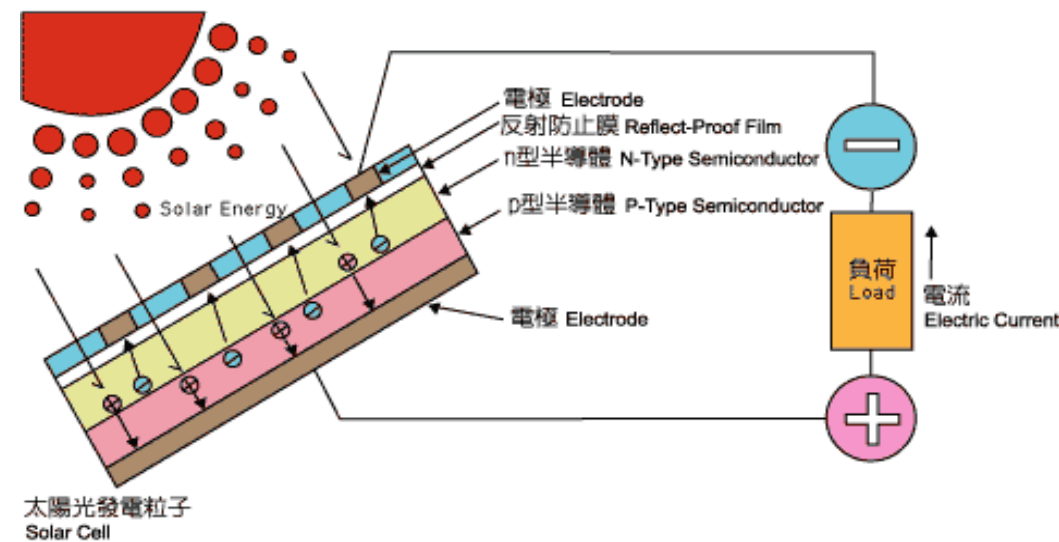 電極 Electrode
反射防止膜 Reflect-Proof Film
n型半導體 N-Type Semiconductor
Solar Energy
p型半導體 P-Type Semiconductor
負荷
Load
電流
Electric Current
電極 Electrode
太陽光發電粒子
Solar Cell